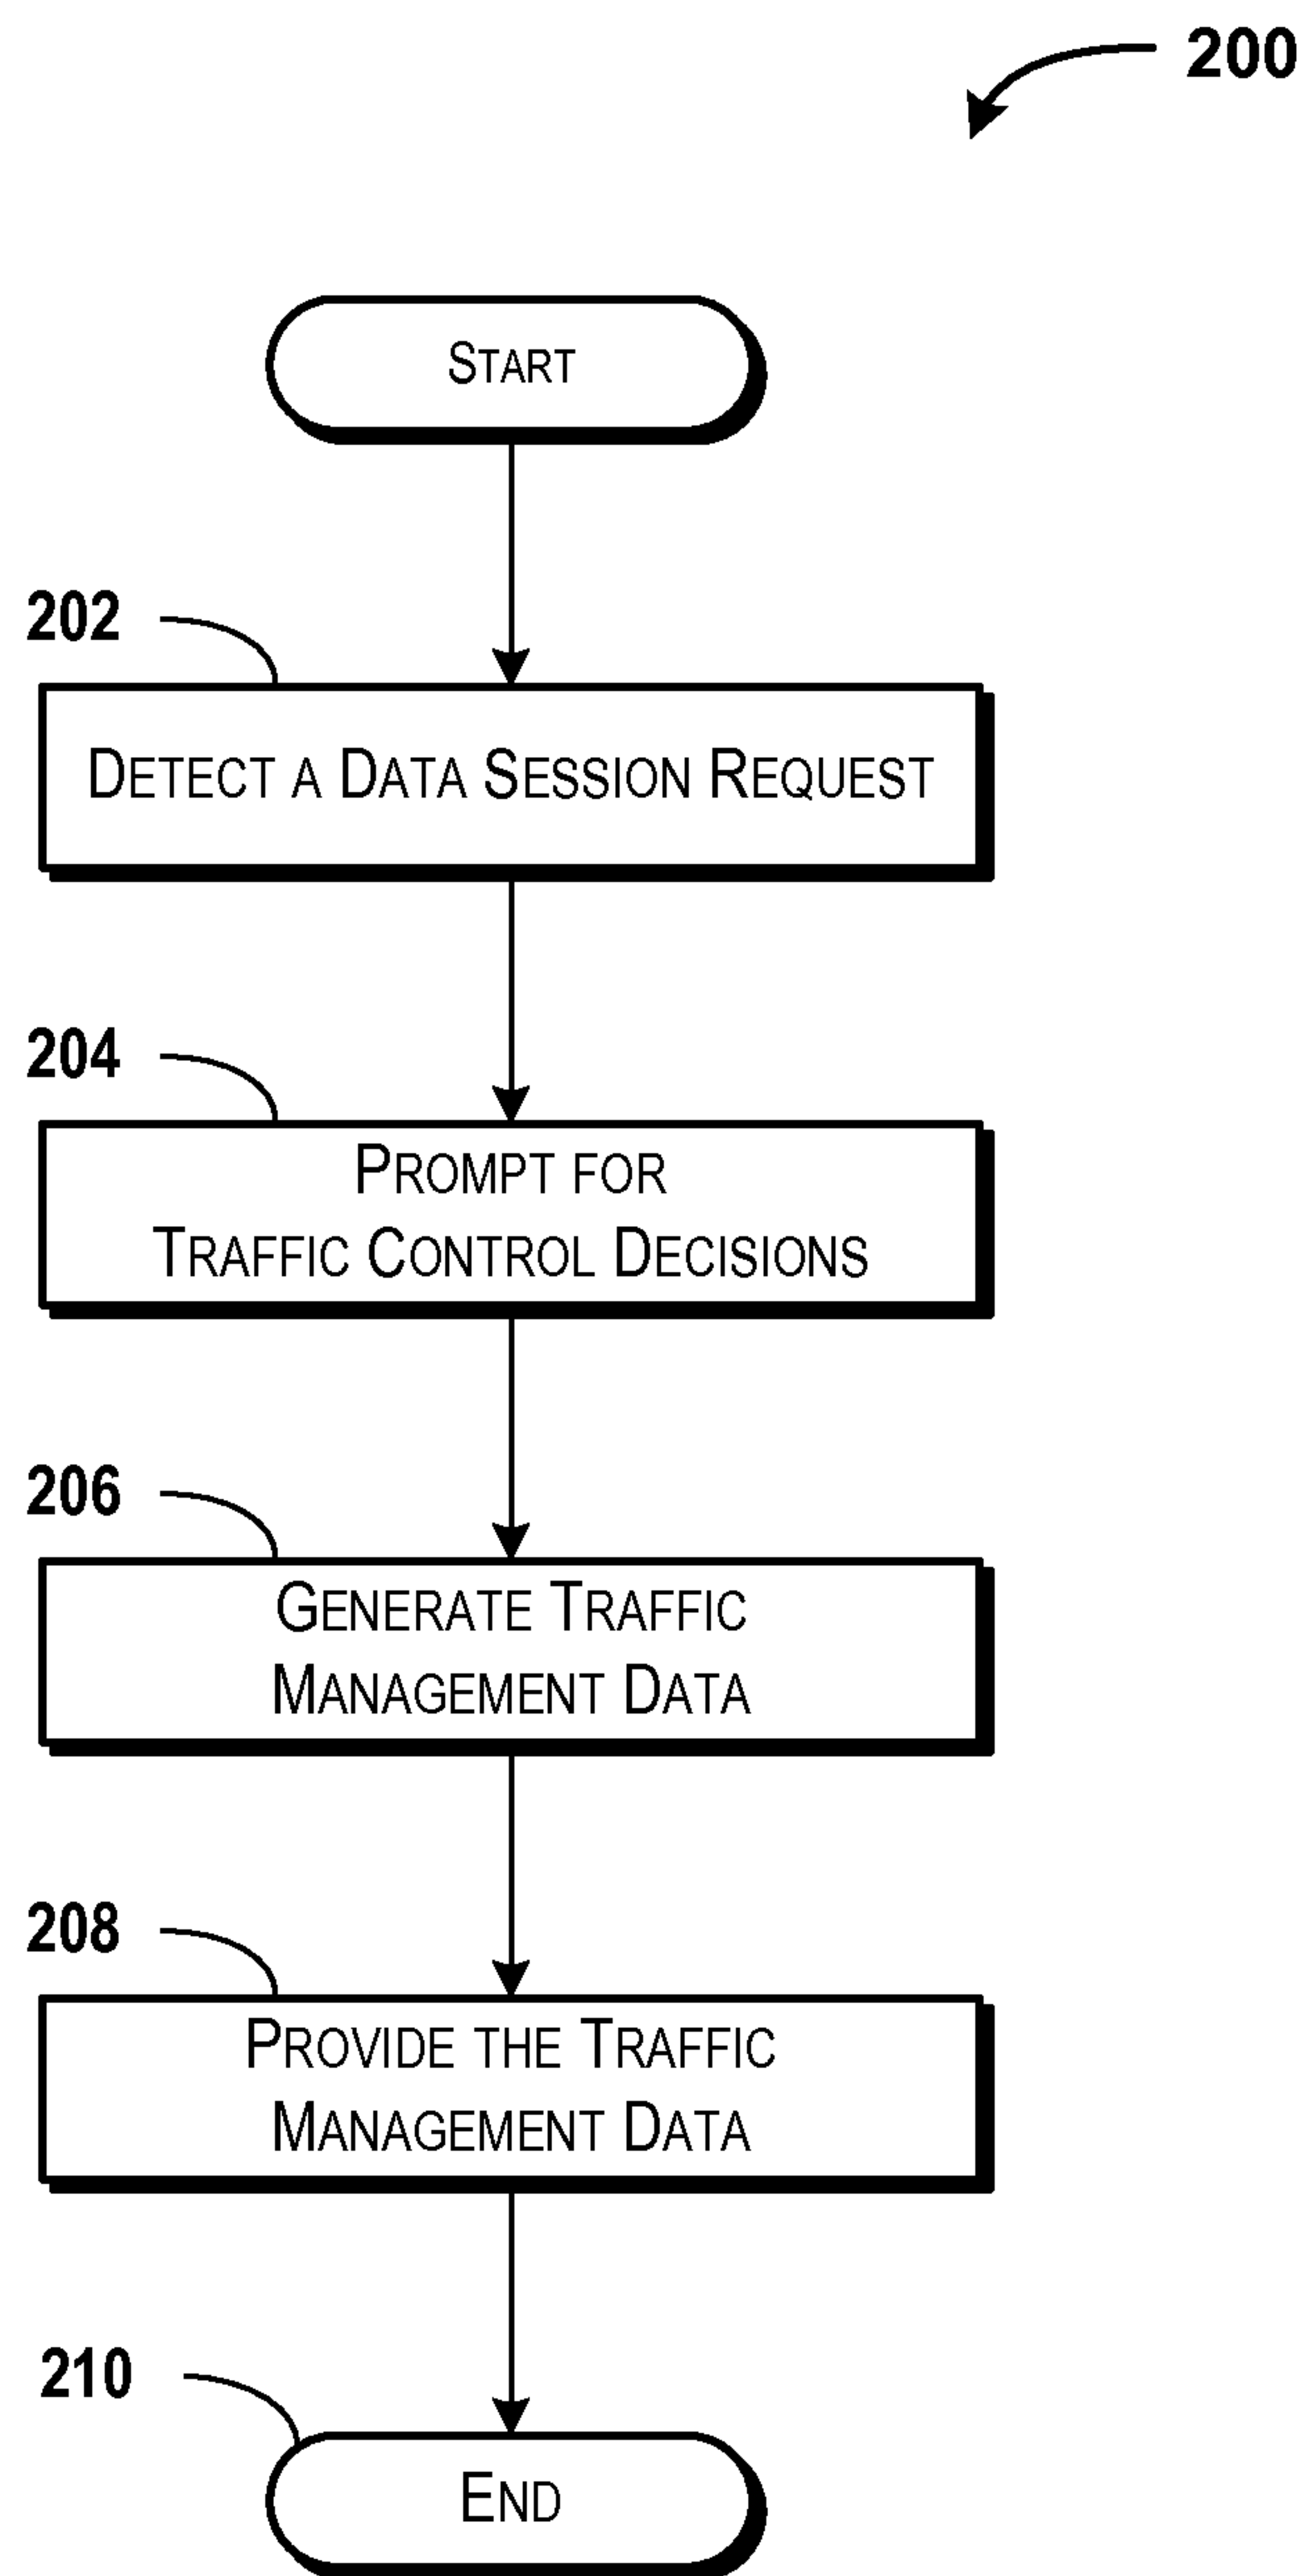 200
START
202
DETECT A DATA SESSION REQUEST
204
PROMPT FOR
TRAFFIC CONTROL DECISIONS
206
GENERATE TRAFFIC
MANAGEMENT DATA
208
PROVIDE THE TRAFFIC
MANAGEMENT DATA
210
END